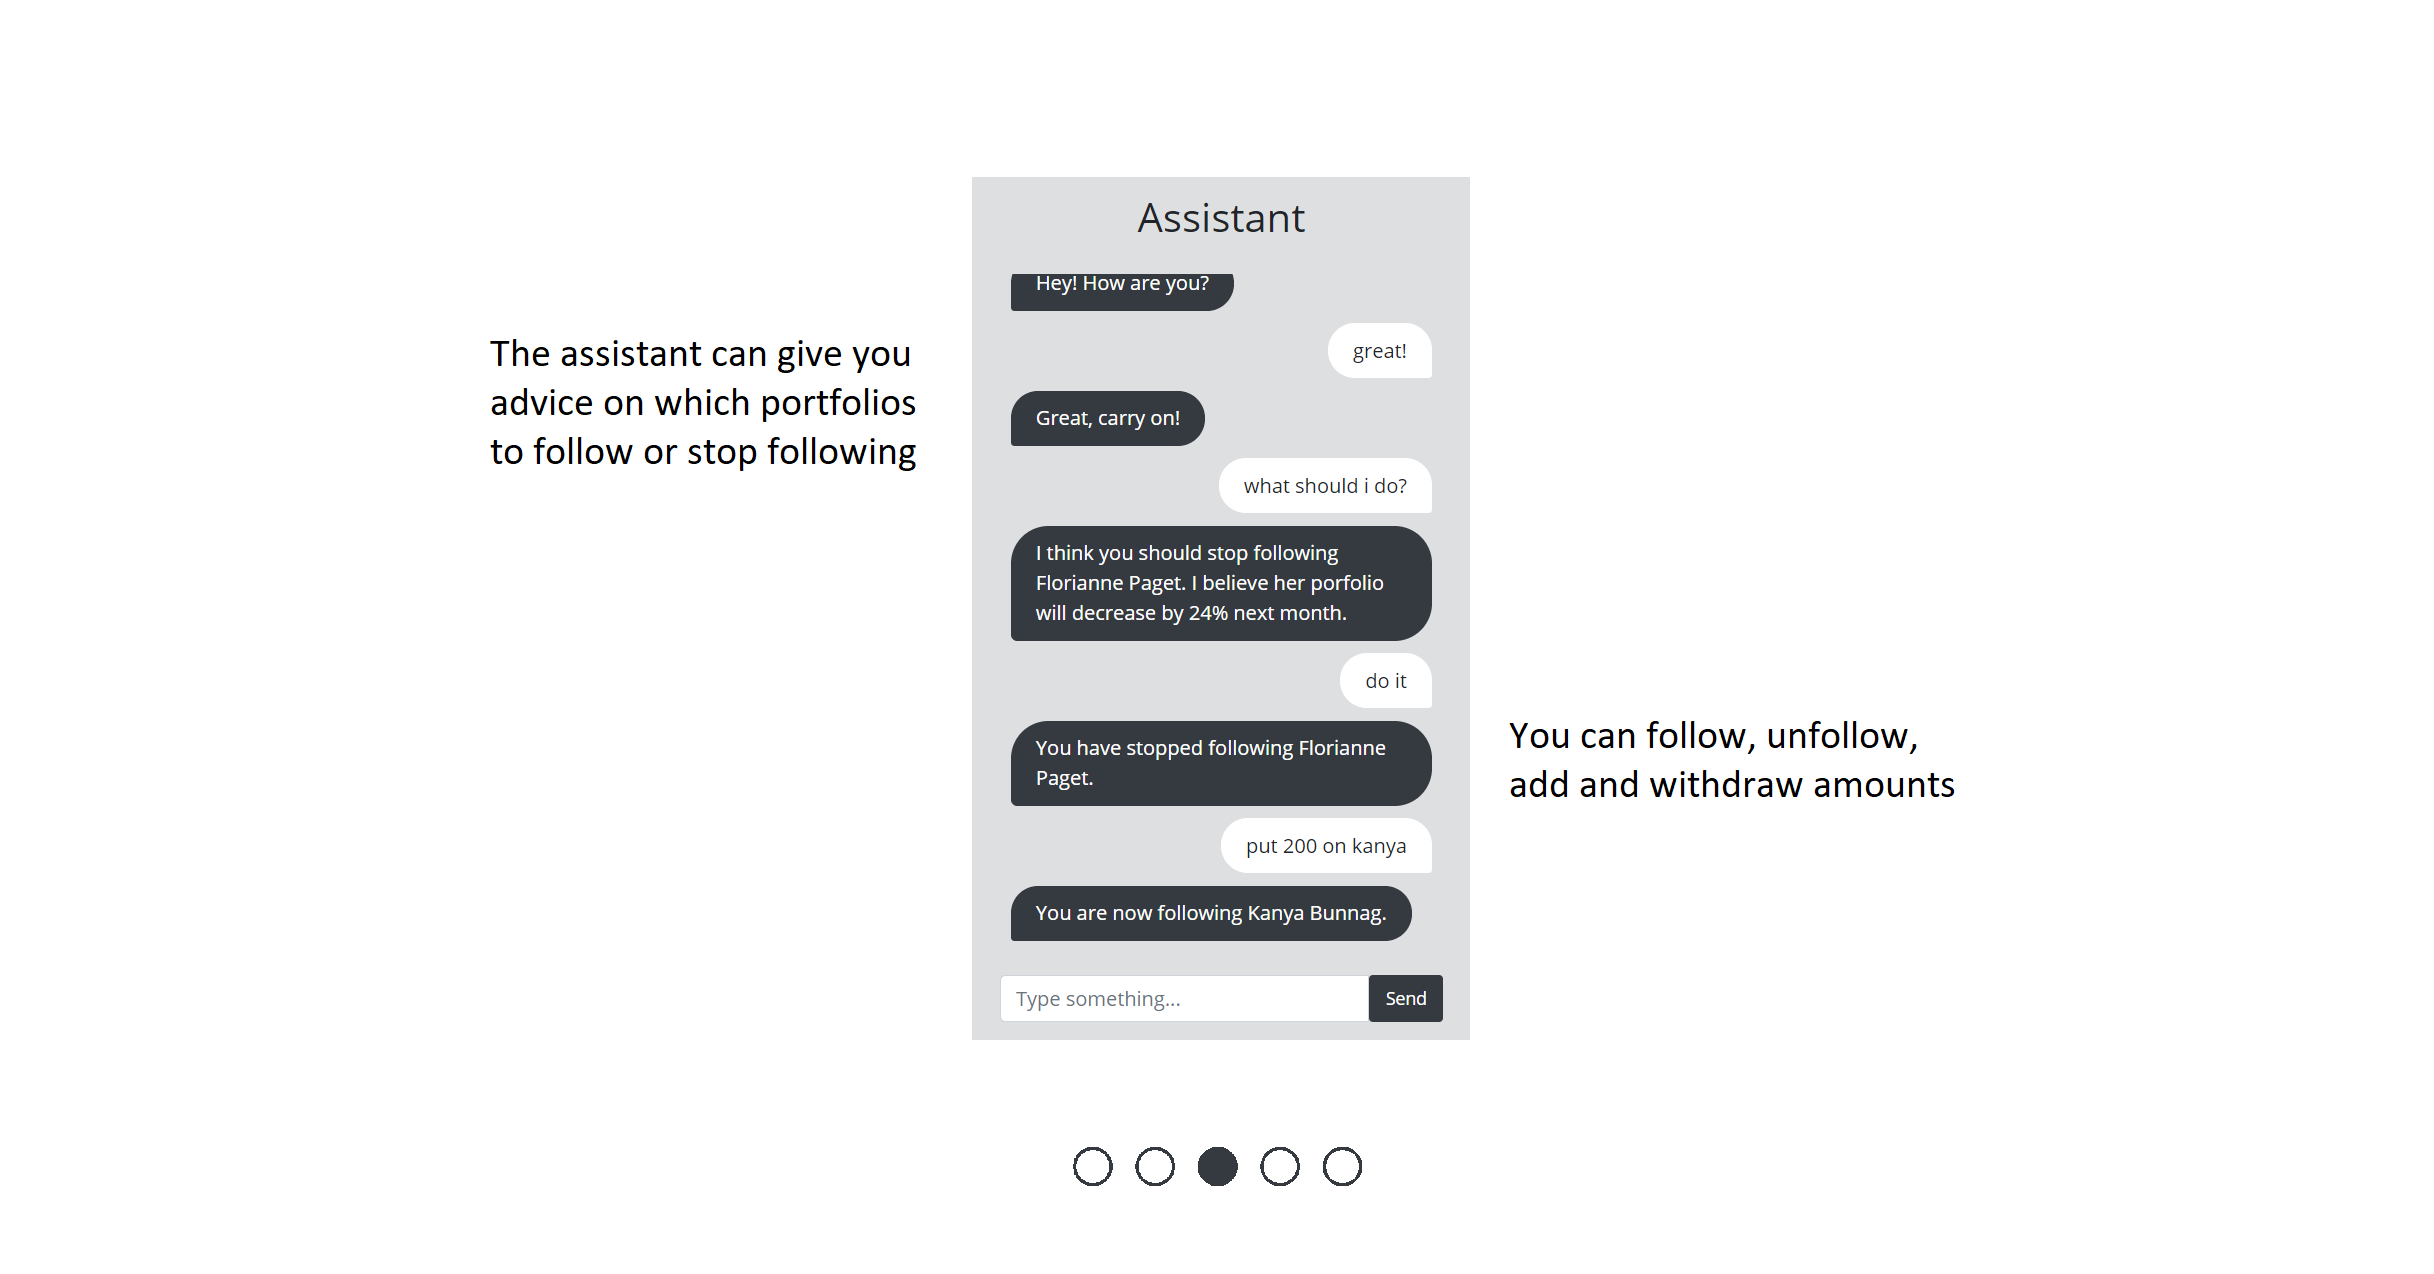 Assistant
Hey! How are you?
great!
The assistant can give you
advice on which portfolios
to follow or stop following
Great, carry on!
what should i do?
I think you should stop following
Florianne Paget. I believe her porfolio
will decrease by 24% next month.
do it
You have stopped following Florianne
Paget.
You can follow, unfollow,
add and withdraw amounts
put 200 on kanya
You are now following Kanya Bunnag.
Type something...
Send